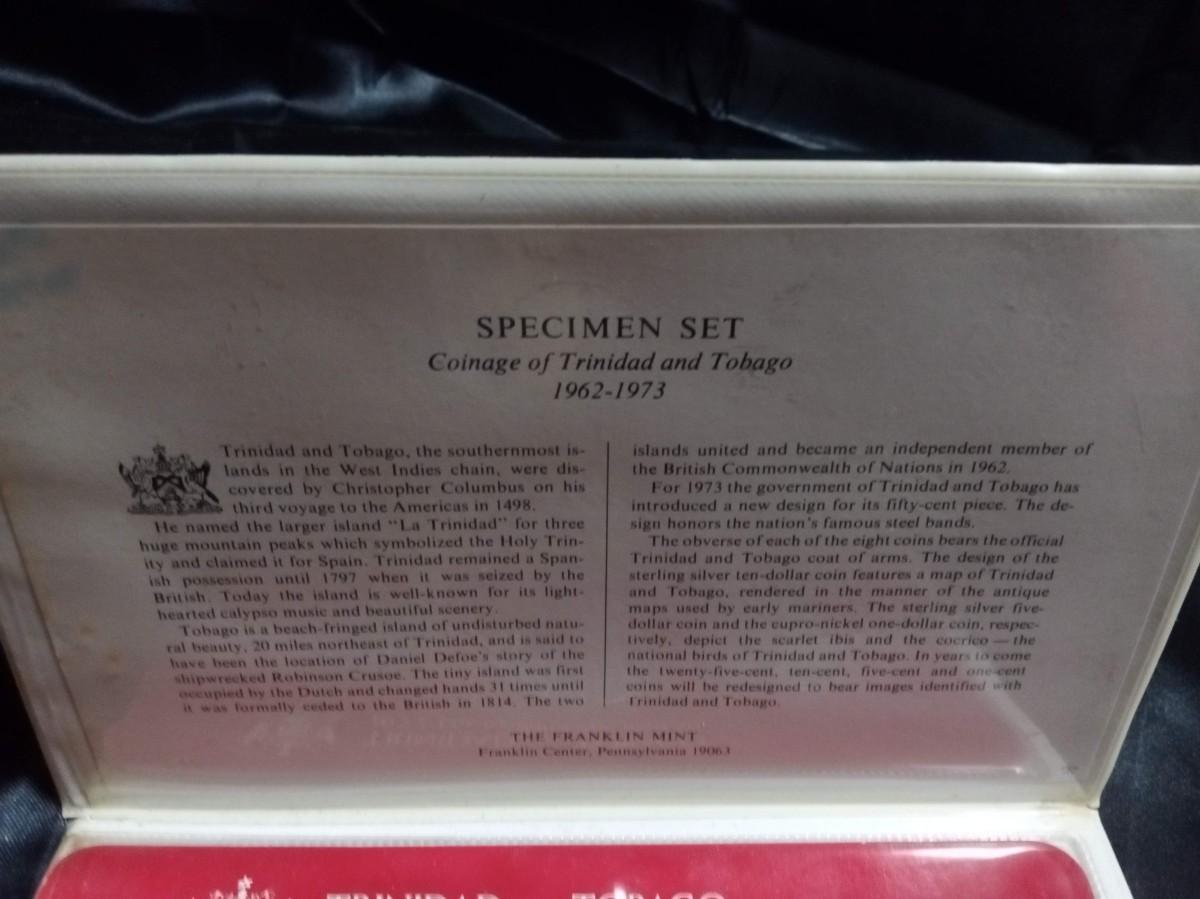 SPECIMEN SET
Coinage of Trinidad and Tobago
1962-1973
Trinidad and Tobago, the southernmost is-
lands in the West Indies chain, were dis-
covered by Christopher Columbus on his
third voyage to the Americas in 1498.
He named the larger island "La Trinidad" for three
huge mountain peaks which symbolized the Holy Trin-
ity and claimed it for Spain. Trinidad remained a Span-
ish possession until 1797 when it was seized by the
British. Today the island is well-known for its light-
hearted calypso music and beautiful scenery.
Tobago is a beach-fringed island of undisturbed natu-
ral beauty, 20 miles northeast of Trinidad, and is said to
have been the location of Daniel Defoe's story of the
shipwrecked Robinson Crusoe. The tiny island was first
occupied by the Dutch and changed hands 31 times until
it was formally ceded to the British in 1814. The two
islands united and became an independent member of
the British Commonwealth of Nations in 1962.
For 1973 the government of Trinidad and Tobago has
introduced a new design for its fifty-cent piece. The de-
sign honors the nation's famous steel bands.
The obverse of each of the eight coins bears the official
Trinidad and Tobago coat of arms. The design of the
sterling silver ten-dollar coin features a map of Trinidad
and Tobago, rendered in the manner of the antique
maps used by early mariners. The sterling silver five-
dollar coin and the cupro-nickel one-dollar coin, respec-
tively, depict the scarlet ibis and the cocrico — the
national birds of Trinidad and Tobago. In years to come
the twenty-five-cent, ten-cent, five-cent and one-cent
coins will be redesigned to bear images identified with
Trinidad and Tobago.
THE FRANKLIN MINT
Franklin Center, Pennsylvania 19063
TRINIDAD TOBAGO